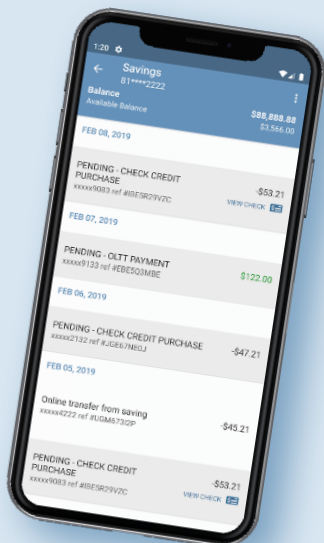 1:20
Savings
81****2222
Balance $88,888.88
Available Balance $3,566.00
FEB 08, 2019
PENDING - CHECK CREDIT
PURCHASE -$53.21
xxxxx9083 ref #IBE5R29VZC VIEW CHECK
FEB 07, 2019
PENDING - OLTT PAYMENT
xxxxx9133 ref #EBE5Q3MBE $122.00
FEB 06, 2019
PENDING - CHECK CREDIT PURCHASE -$47.21
xxxxx2132 ref #JGE67NE0J
FEB 05, 2019
Online transfer from saving -$45.21
xxxxx4222 ref #UGM673I2P
PENDING - CHECK CREDIT
PURCHASE -$53.21
xxxxx9083 ref #IBE5R29VZC VIEW CHECK